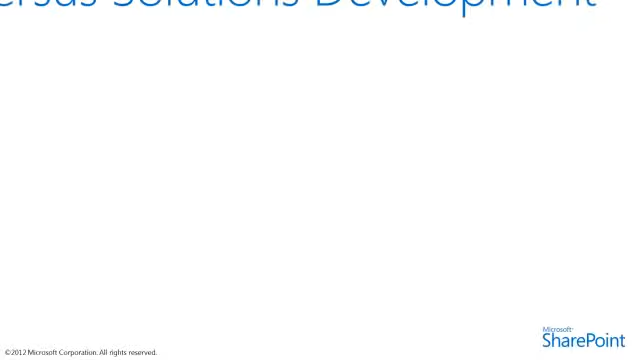 ersus Solutions Development
Microsoft
SharePoint
©2012 Microsoft Corporation. All rights reserved.